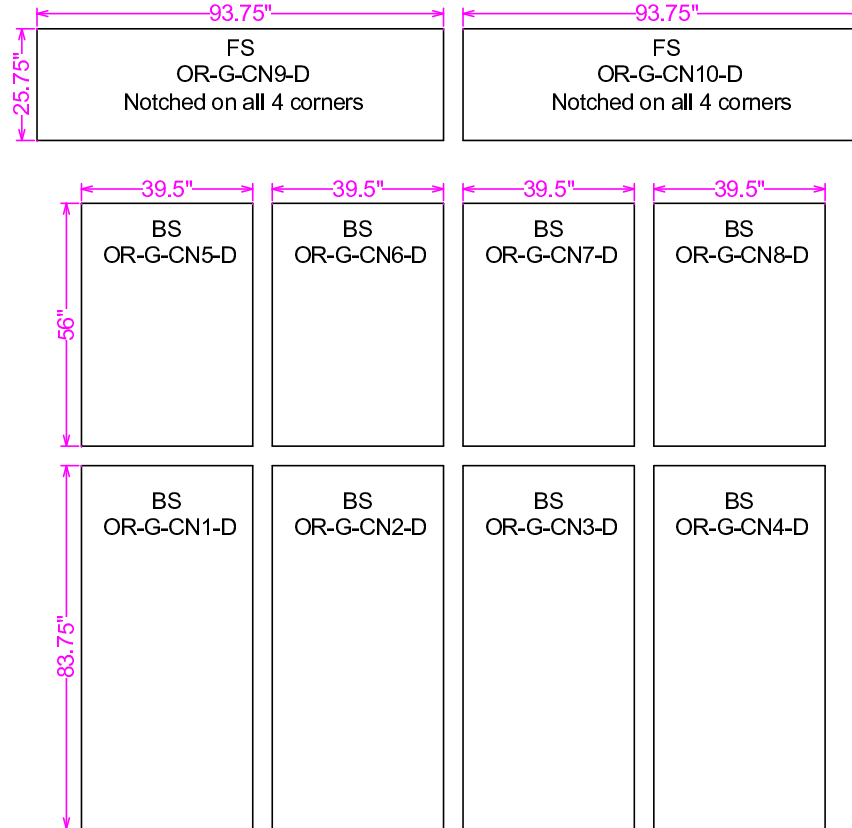 93.75" 93.75"
25.75"
FS
OR-G-CN9-D
Notched on all 4 corners
FS
OR-G-CN10-D
Notched on all 4 corners
39.5" 39.5" 39.5" 39.5"
56"
BS
OR-G-CN5-D
BS
OR-G-CN6-D
BS
OR-G-CN7-D
BS
OR-G-CN8-D
83.75"
BS
OR-G-CN1-D
BS
OR-G-CN2-D
BS
OR-G-CN3-D
BS
OR-G-CN4-D